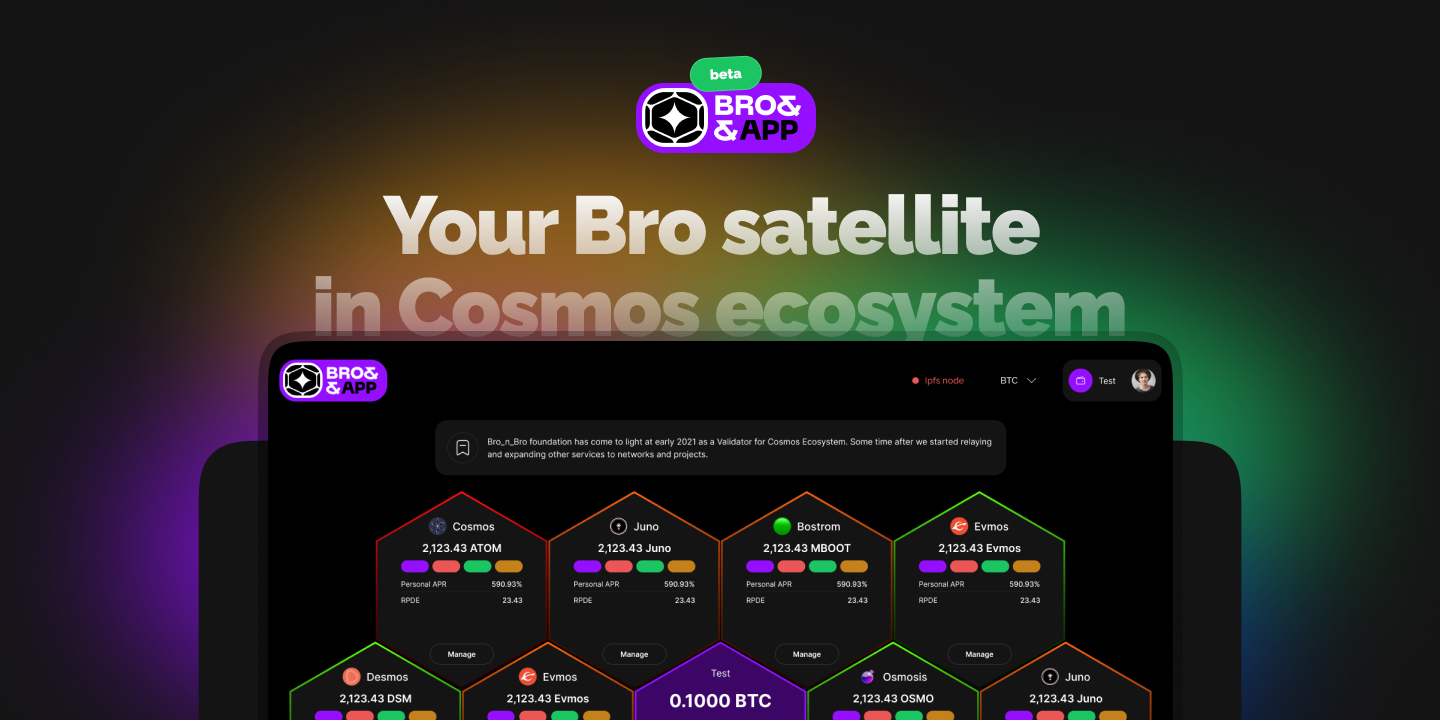 beta
BRO&
&APP
Your Bro satellite
in Cosmos ecosystem
BRO&
&APP
Ipfs node
BTC
Test
Bro_n_Bro foundation has come to light at early 2021 as a Validator for Cosmos Ecosystem. Some time after we started relaying
and expanding other services to networks and projects.
Cosmos
2,123.43 ATOM
Personal APR 590.93%
RPDE 23.43
Manage
Juno
2,123.43 Juno
Personal APR 590.93%
RPDE 23.43
Manage
Bostrom
2,123.43 MBOOT
Personal APR 590.93%
RPDE 23.43
Manage
Evmos
2,123.43 Evmos
Personal APR 590.93%
RPDE 23.43
Manage
Desmos
2,123.43 DSM
Evmos
2,123.43 Evmos
Test
0.1000 BTC
Osmosis
2,123.43 OSMO
Juno
2,123.43 Juno